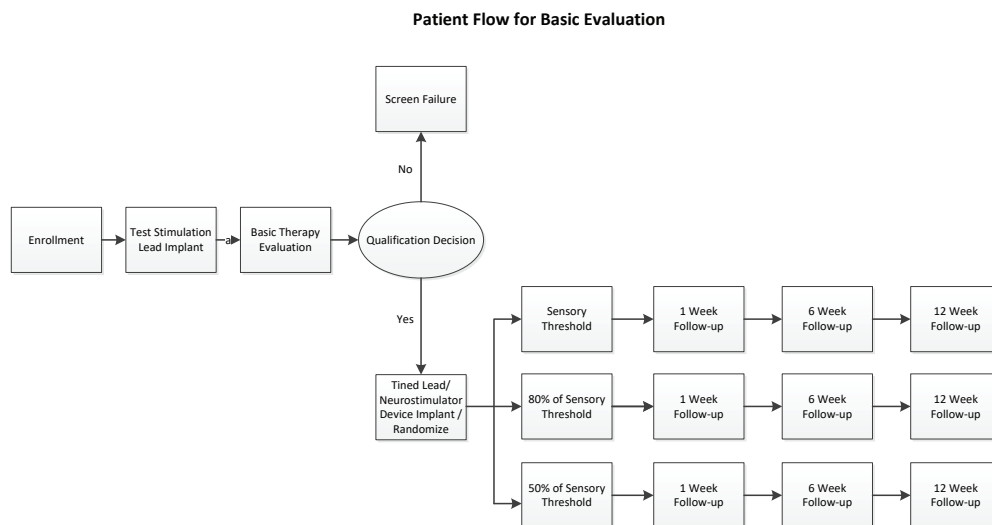 Patient Flow for Basic Evaluation
Screen Failure
No
Enrollment
Test Stimulation
Lead Implant
a
Basic Therapy
Evaluation
Qualification Decision
Yes
Tined Lead/
Neurostimulator
Device Implant /
Randomize
Sensory
Threshold
1 Week
Follow-up
6 Week
Follow-up
12 Week
Follow-up
80% of Sensory
Threshold
1 Week
Follow-up
6 Week
Follow-up
12 Week
Follow-up
50% of Sensory
Threshold
1 Week
Follow-up
6 Week
Follow-up
12 Week
Follow-up